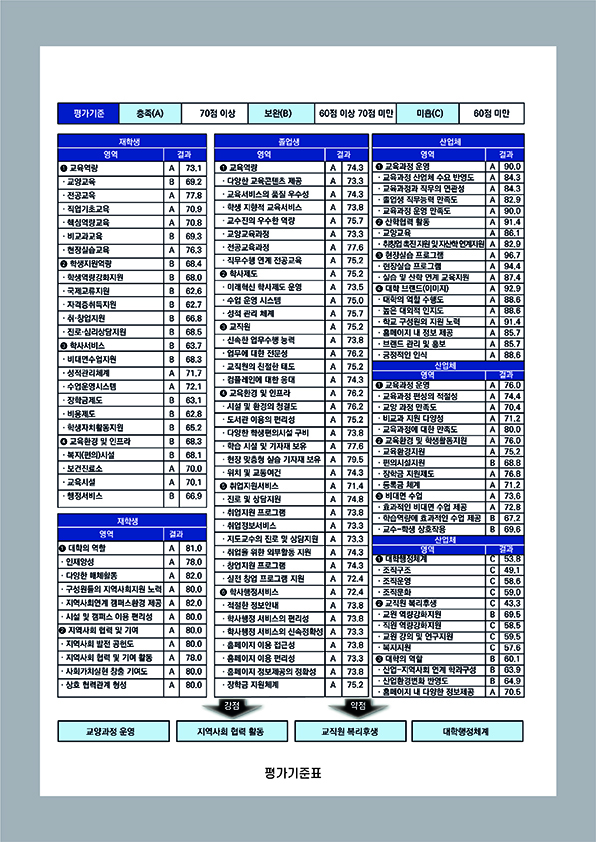 평가기준 충족(A) 70점 이상 보완(B) 60점 이상 70점 미만 미흡(C) 60점 미만
재학생
영역 결과
❶ 교육역량 A 73.1
· 교양교육 B 69.2
· 전공교육 A 77.8
· 직업기초교육 A 70.9
· 핵심역량교육 A 70.8
· 비교과교육 B 69.3
· 현장실습교육 A 76.3
❷ 학생지원역량 B 68.4
· 학생역량강화지원 B 68.0
· 국제교류지원 B 62.6
· 자격증취득지원 B 62.7
· 취·창업지원 B 66.8
· 진로·심리상담지원 B 68.5
❸ 학사서비스 B 63.7
· 비대면수업지원 B 68.3
· 성적관리체계 A 71.7
· 수업운영시스템 A 72.1
· 장학금제도 B 63.1
· 비용제도 B 62.8
· 학생자치활동지원 B 65.2
❹ 교육환경 및 인프라 B 68.3
· 복지(편의)시설 B 68.1
· 보건진료소 A 70.0
· 교육시설 A 70.1
· 행정서비스 B 66.9
재학생
영역 결과
❶ 대학의 역할 A 81.0
· 인재양성 A 78.0
· 다양한 매체활동 A 82.0
· 구성원들의 지역사회지원 노력 A 80.0
· 지역사회연계 캠퍼스환경 제공 A 82.0
· 시설 및 캠퍼스 이용 편리성 A 80.0
❷ 지역사회 협력 및 기여 A 80.0
· 지역사회 발전 공헌도 A 80.0
· 지역사회 협력 및 기여 활동 A 78.0
· 사회가치실현 창출 기여도 A 80.0
· 상호 협력관계 형성 A 80.0
졸업생
영역 결과
❶ 교육역량 A 74.3
· 다양한 교육콘텐츠 제공 A 73.3
· 교육서비스의 품질 우수성 A 74.3
· 학생 지향적 교육서비스 A 73.8
· 교수진의 우수한 역량 A 75.7
· 교양교육과정 A 73.3
· 전공교육과정 A 77.6
· 직무수행 연계 전공교육 A 75.2
❷ 학사제도 A 75.2
· 미래혁신 학사제도 운영 A 73.5
· 수업 운영 시스템 A 75.0
· 성적 관리 체계 A 75.7
❸ 교직원 A 75.2
· 신속한 업무수행 능력 A 73.8
· 업무에 대한 전문성 A 76.2
· 교직원의 친절한 태도 A 75.2
· 컴플레인에 대한 응대 A 74.3
❹ 교육환경 및 인프라 A 76.2
· 시설 및 환경의 청결도 A 76.2
· 도서관 이용의 편리성 A 75.2
· 다양한 학생편의시설 구비 A 73.8
· 학습 시설 및 기자재 보유 A 77.6
· 현장 맞춤형 실습 기자재 보유 A 79.5
· 위치 및 교통여건 A 74.3
❺ 취업지원서비스 A 71.4
· 진로 및 상담지원 A 74.8
· 취업지원 프로그램 A 73.8
· 취업정보서비스 A 73.3
· 지도교수의 진로 및 상담지원 A 73.3
· 취업을 위한 외부활동 지원 A 74.3
· 창업지원 프로그램 A 74.3
· 실전 창업 프로그램 지원 A 72.4
❻ 학사행정서비스 A 72.4
· 적절한 정보안내 A 73.8
· 학사행정 서비스의 편리성 A 73.8
· 학사행정 서비스의 신속정확성 A 73.3
· 홈페이지 이용 접근성 A 73.8
· 홈페이지 이용 편리성 A 73.3
· 홈페이지 정보제공의 정확성 A 73.8
· 장학금 지원체계 A 75.2
산업체
영역 결과
❶ 교육과정 운영 A 90.0
· 교육과정 산업체 수요 반영도 A 84.3
· 교육과정과 직무의 연관성 A 84.3
· 졸업생 직무능력 만족도 A 82.9
· 교육과정 운영 만족도 A 90.0
❷ 산학협력 활동 A 91.4
· 교양교육 A 86.1
· 취창업 촉진 지원 및 지산학 연계지원 A 82.9
❸ 현장실습 프로그램 A 96.7
· 현장실습 프로그램 A 94.4
· 실습 및 산학 연계 교육지원 A 87.4
❹ 대학 브랜드(이미지) A 92.9
· 대학의 역할 수행도 A 88.6
· 높은 대외적 인지도 A 88.6
· 학교 구성원의 지원 노력 A 91.4
· 홈페이지 내 정보 제공 A 85.7
· 브랜드 관리 및 홍보 A 85.7
· 긍정적인 인식 A 88.6
산업체
영역 결과
❶ 교육과정 운영 A 76.0
· 교육과정 편성의 적절성 A 74.4
· 교양 과정 만족도 A 70.4
· 비교과 지원 다양성 A 71.2
· 교육과정에 대한 만족도 A 80.0
❷ 교육환경 및 학생활동지원 A 76.0
· 교육환경지원 A 75.2
· 편의시설지원 B 68.8
· 장학금 지원제도 A 76.8
· 등록금 체계 A 71.2
❸ 비대면 수업 A 73.6
· 효과적인 비대면 수업 제공 A 72.8
· 학습역량에 효과적인 수업 제공 B 67.2
· 교수-학생 상호작용 B 69.6
산업체
영역 결과
❶ 대학행정체계 C 53.8
· 조직구조 C 49.1
· 조직운영 C 58.6
· 조직문화 C 59.0
❷ 교직원 복리후생 C 43.3
· 교원 역량강화지원 B 69.5
· 직원 역량강화지원 C 58.5
· 교원 강의 및 연구지원 C 59.5
· 복지지원 C 57.6
❸ 대학의 역할 B 60.1
· 산업-지역사회 연계 학과구성 B 63.9
· 산업환경변화 반영도 B 64.9
· 홈페이지 내 다양한 정보제공 A 70.5
강점 약점
교양과정 운영 지역사회 협력 활동 교직원 복리후생 대학행정체계
평가기준표